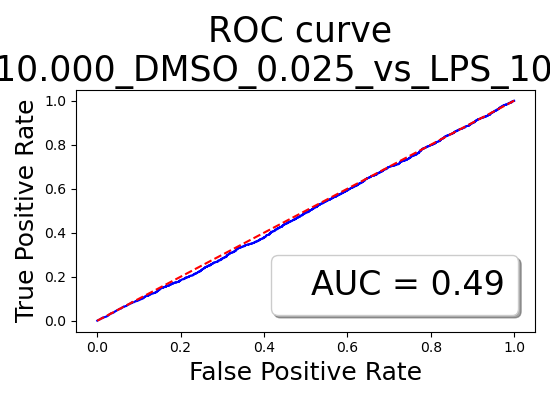 ROC curve
10.000_DMSO_0.025_vs_LPS_10
1.0
0.8
0.6
0.4
0.2
0.0
True Positive Rate
AUC = 0.49
0.0 0.2 0.4 0.6 0.8 1.0
False Positive Rate